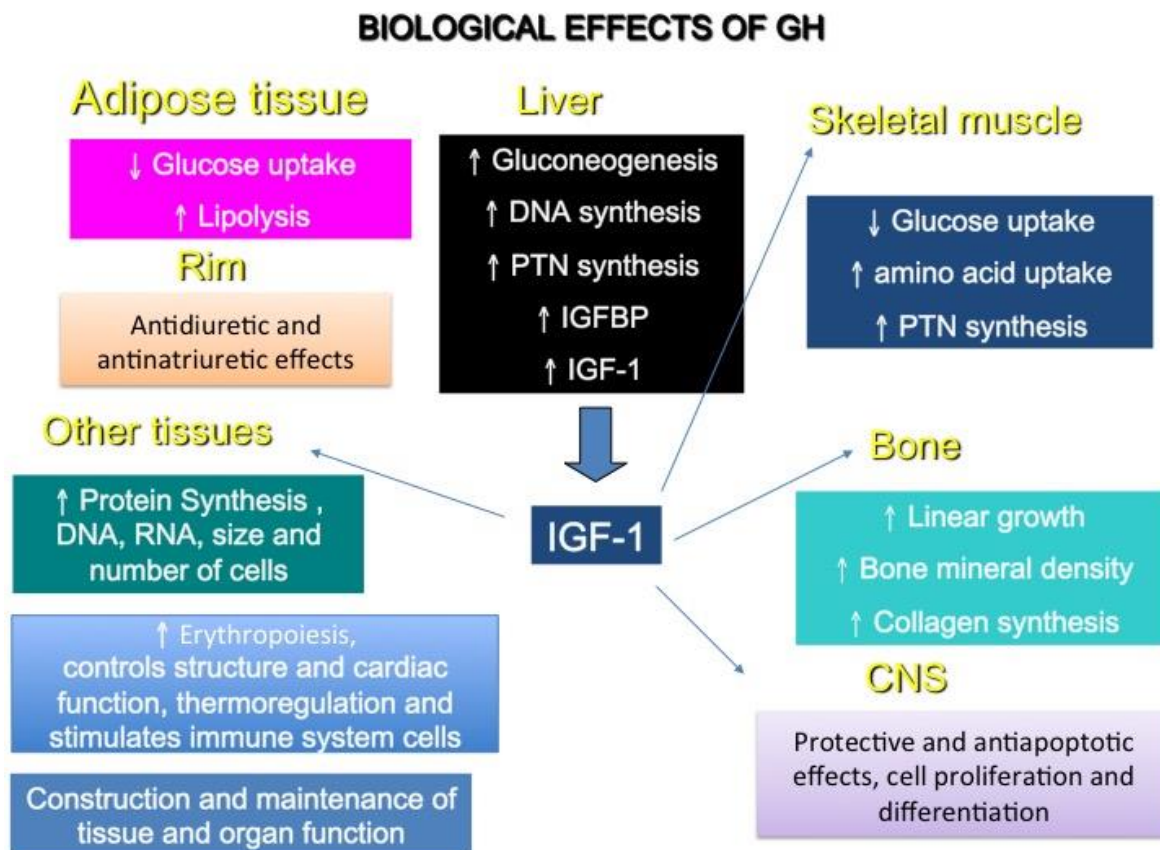 BIOLOGICAL EFFECTS OF GH
Adipose tissue
↓ Glucose uptake
↑ Lipolysis
Rim
Antidiuretic and
antinatriuretic effects
Liver
↑ Gluconeogenesis
↑ DNA synthesis
↑ PTN synthesis
↑ IGFBP
↑ IGF-1
Skeletal muscle
↓ Glucose uptake
↑ amino acid uptake
↑ PTN synthesis
Other tissues
↑ Protein Synthesis ,
DNA, RNA, size and
number of cells
↑ Erythropoiesis,
controls structure and cardiac
function, thermoregulation and
stimulates immune system cells
Construction and maintenance of
tissue and organ function
IGF-1
Bone
↑ Linear growth
↑ Bone mineral density
↑ Collagen synthesis
CNS
Protective and antiapoptotic
effects, cell proliferation and
differentiation